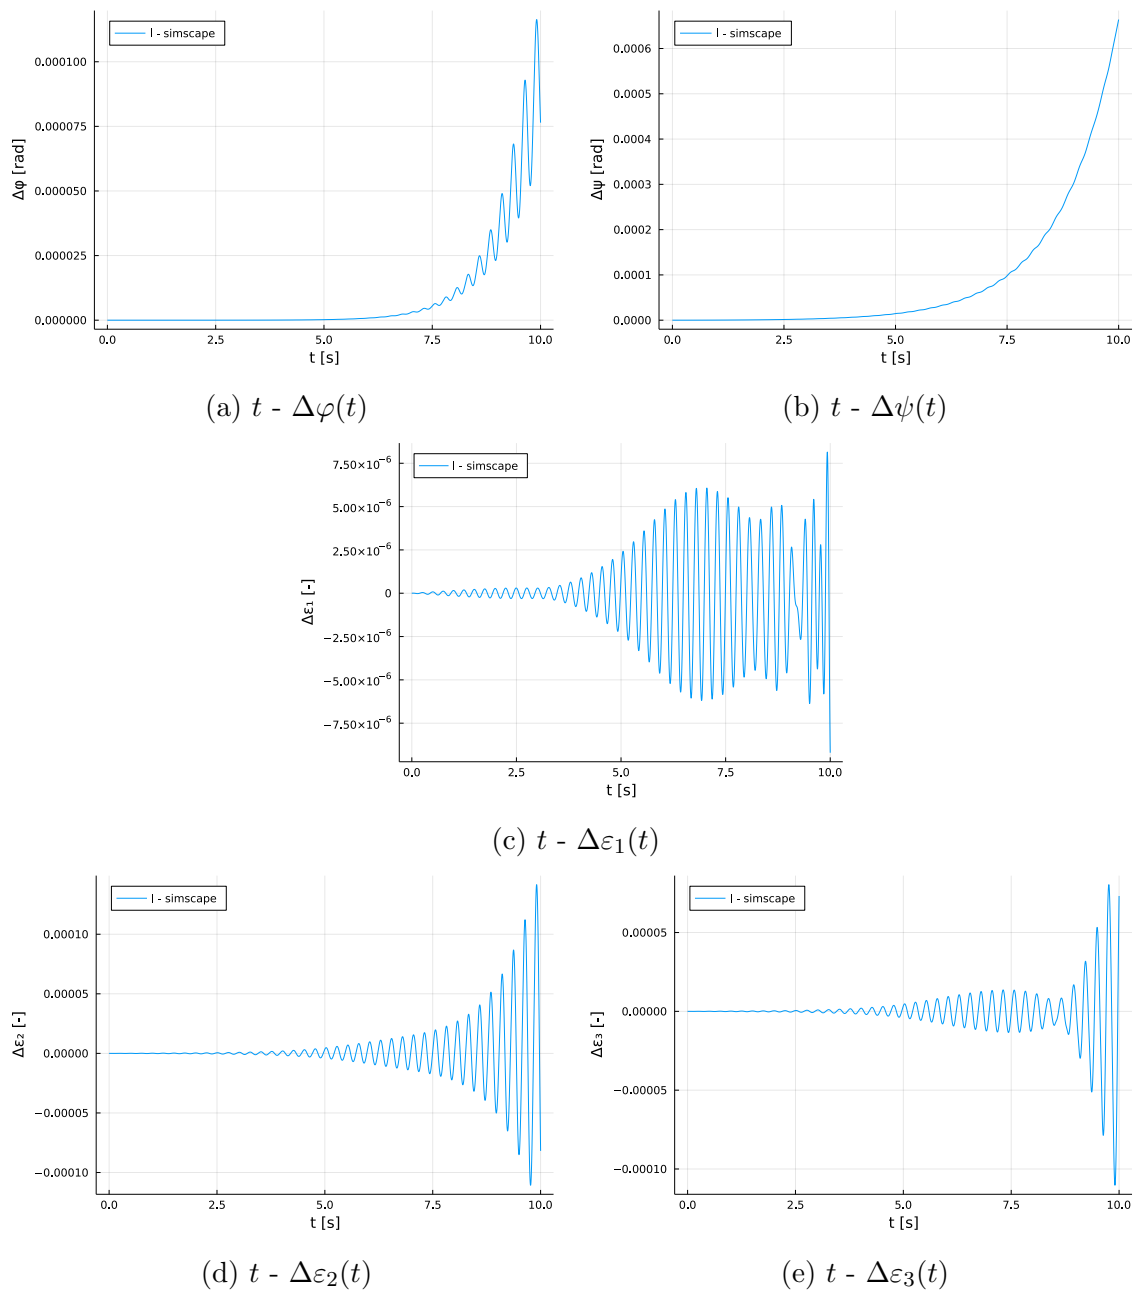 I - simscape
0.000100
0.000075
0.000050
0.000025
0.000000
Δφ [rad]
0.0 2.5 5.0 7.5 10.0
t [s]
(a) t - Δφ(t)
I - simscape
0.0006
0.0005
0.0004
0.0003
0.0002
0.0001
0.0000
Δψ [rad]
0.0 2.5 5.0 7.5 10.0
t [s]
(b) t - Δψ(t)
I - simscape
7.50×10⁻⁶
5.00×10⁻⁶
2.50×10⁻⁶
0
−2.50×10⁻⁶
−5.00×10⁻⁶
−7.50×10⁻⁶
Δε₁ [-]
0.0 2.5 5.0 7.5 10.0
t [s]
(c) t - Δε₁(t)
I - simscape
0.00010
0.00005
0.00000
−0.00005
−0.00010
Δε₂ [-]
0.0 2.5 5.0 7.5 10.0
t [s]
(d) t - Δε₂(t)
I - simscape
0.00005
0.00000
−0.00005
−0.00010
Δε₃ [-]
0.0 2.5 5.0 7.5 10.0
t [s]
(e) t - Δε₃(t)